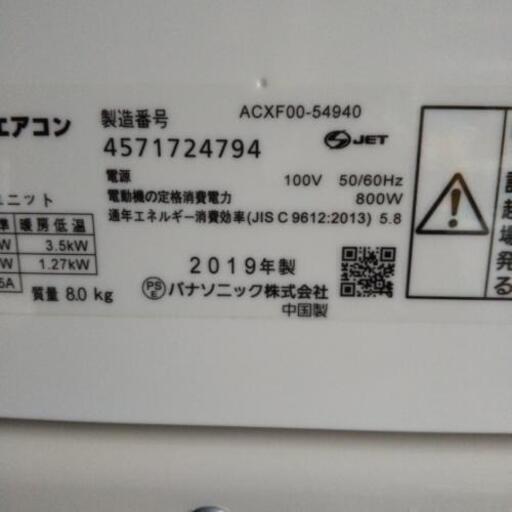 ACXF00-54940
エアコン 製造番号
4571724794
JET
電源 100V 50/60Hz
電動機の定格消費電力 800W
通年エネルギー消費効率(JIS C 9612:2013) 5.8
ユニット
準 暖房低温
W 3.5kW
W 1.27kW
5A
質量 8.0 kg
2019年製
PSE パナソニック株式会社
中国製